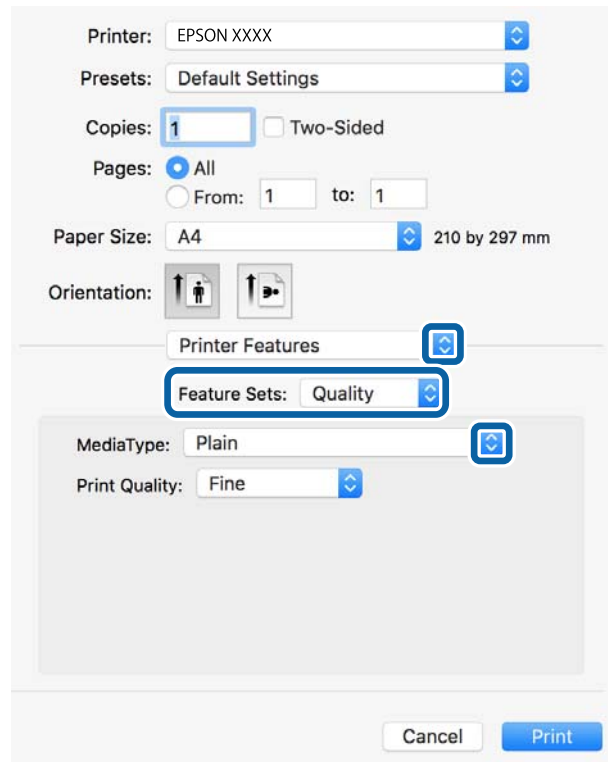 Printer: EPSON XXXX
Presets: Default Settings
Copies: 1 Two-Sided
Pages: All
From: 1 to: 1
Paper Size: A4 210 by 297 mm
Orientation:
Printer Features
Feature Sets: Quality
MediaType: Plain
Print Quality: Fine
Cancel Print